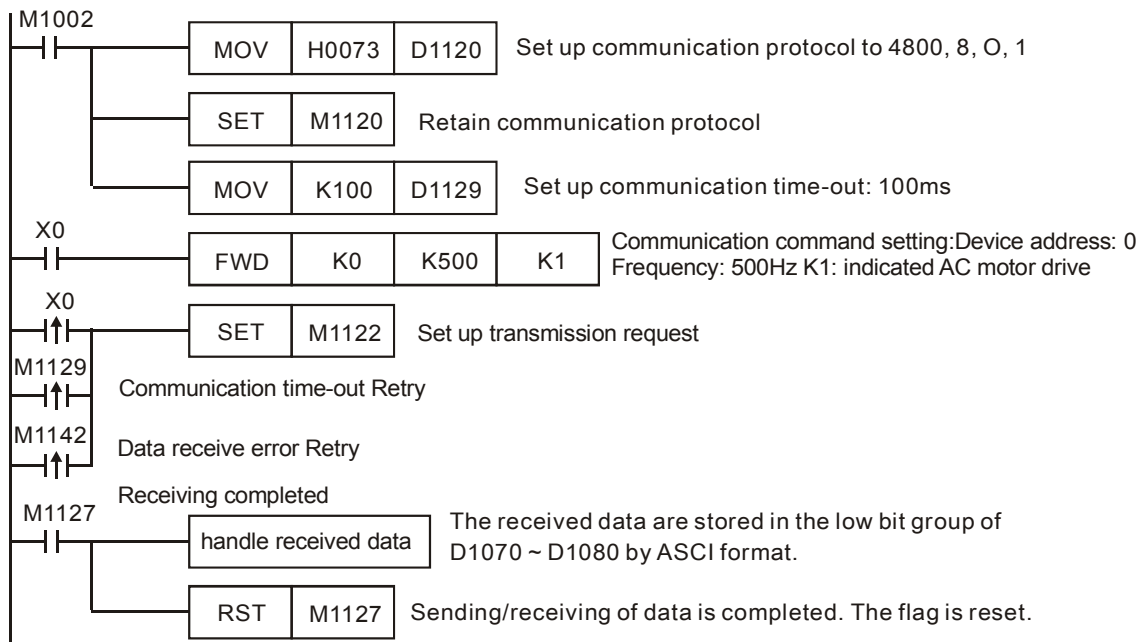 M1002
MOV H0073 D1120 Set up communication protocol to 4800, 8, O, 1
SET M1120 Retain communication protocol
MOV K100 D1129 Set up communication time-out: 100ms
X0
FWD K0 K500 K1 Communication command setting:Device address: 0
Frequency: 500Hz K1: indicated AC motor drive
X0
SET M1122 Set up transmission request
M1129
Communication time-out Retry
M1142
Data receive error Retry
Receiving completed
M1127
handle received data The received data are stored in the low bit group of
D1070 ~ D1080 by ASCI format.
RST M1127 Sending/receiving of data is completed. The flag is reset.